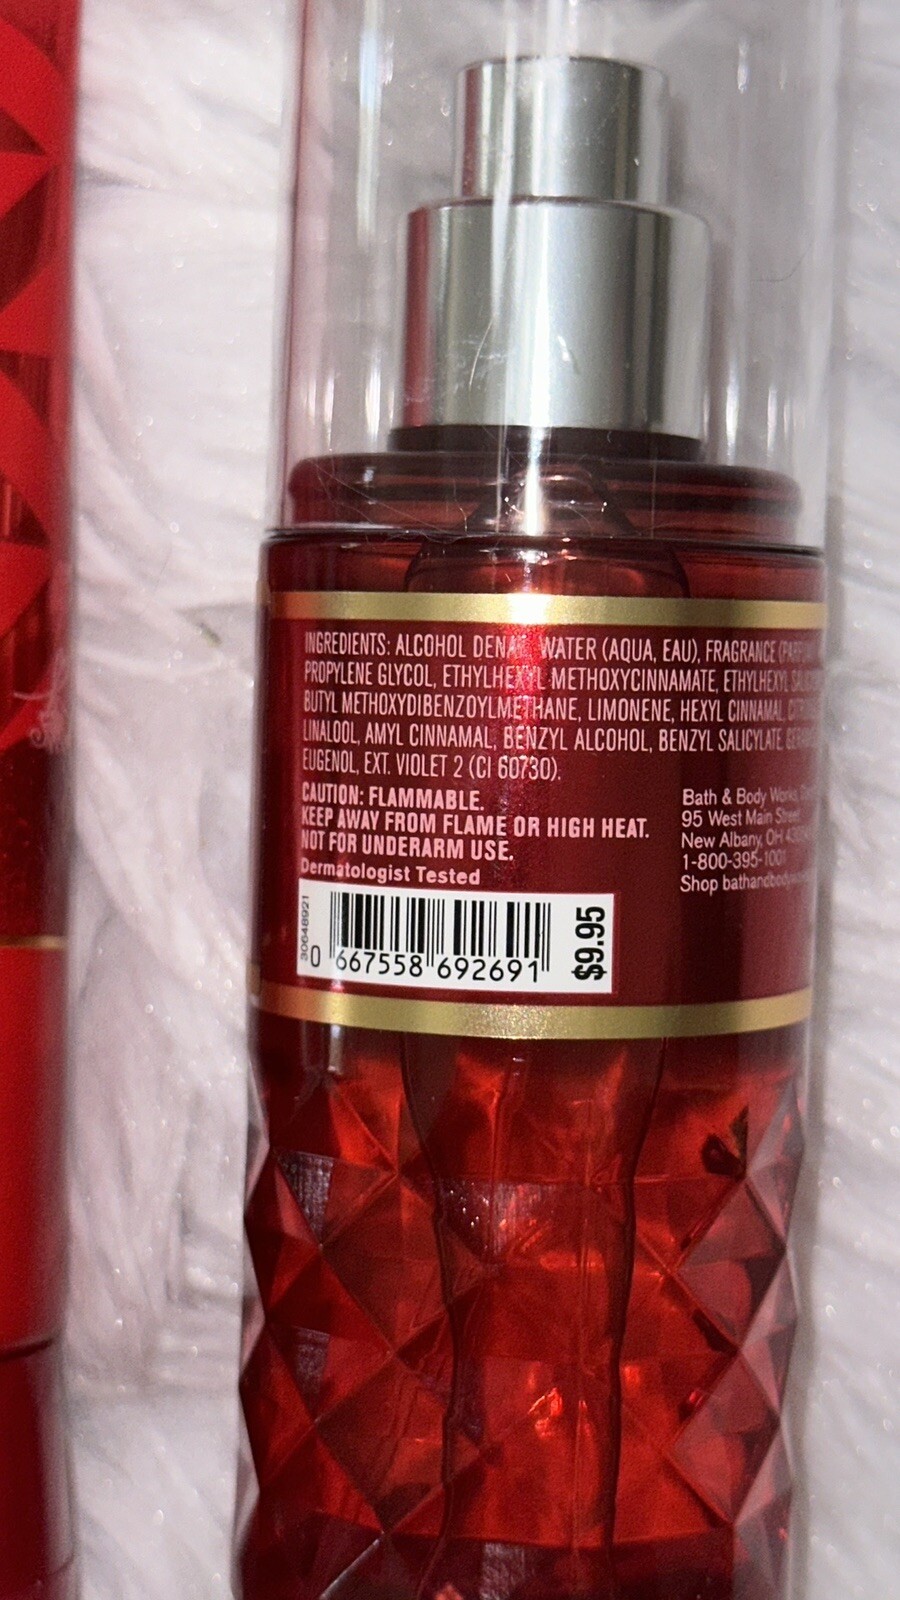 INGREDIENTS: ALCOHOL DENAT., WATER (AQUA, EAU), FRAGRANCE (PARFUM
PROPYLENE GLYCOL, ETHYLHEXYL METHOXYCINNAMATE, ETHYLHEXYL
BUTYL METHOXYDIBENZOYLMETHANE, LIMONENE, HEXYL CINNAMAL,
LINALOOL, AMYL CINNAMAL, BENZYL ALCOHOL, BENZYL SALICYLATE,
EUGENOL, EXT. VIOLET 2 (CI 60730).
CAUTION: FLAMMABLE.
KEEP AWAY FROM FLAME OR HIGH HEAT.
NOT FOR UNDERARM USE.
Dermatologist Tested
Bath & Body Works,
95 West Main Street
New Albany, OH
1-800-395-1001
Shop
30648921
0 667558 692691
$9.95